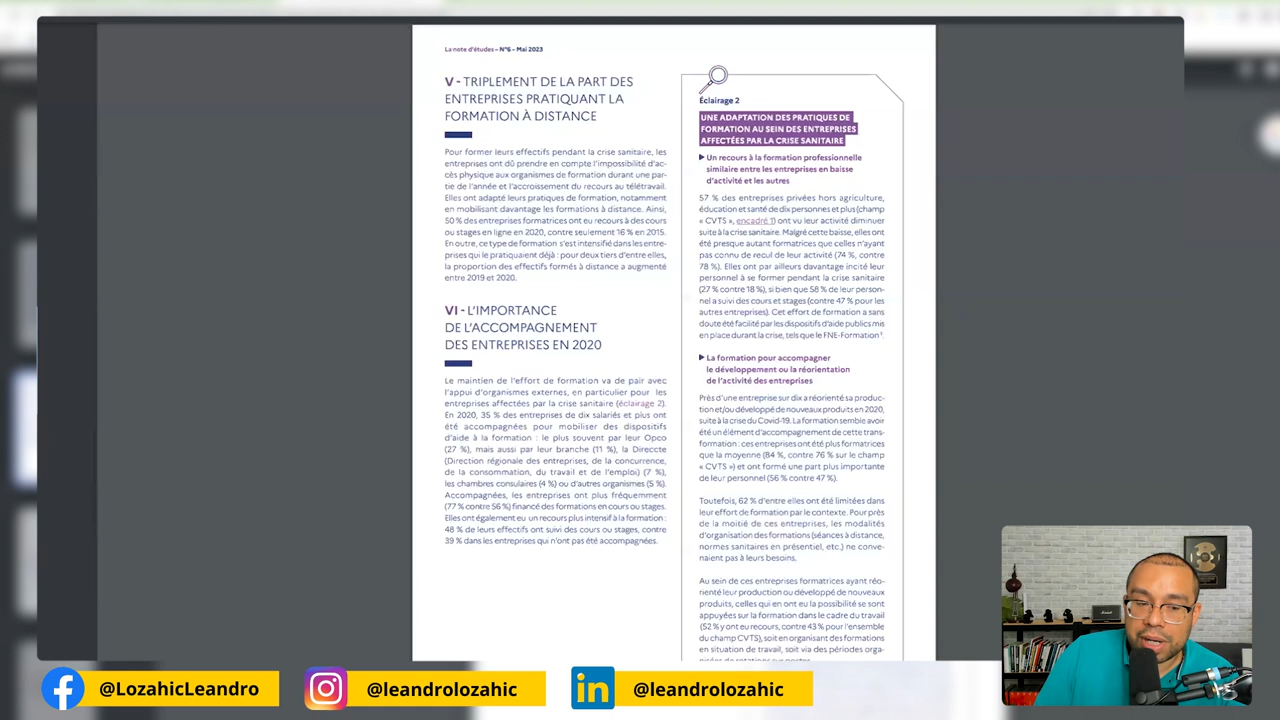 La note d'études – N°6 – Mai 2023
V - TRIPLEMENT DE LA PART DES
ENTREPRISES PRATIQUANT LA
FORMATION À DISTANCE
Pour former leurs effectifs pendant la crise sanitaire, les
entreprises ont dû prendre en compte l'impossibilité d'ac-
cès physique aux organismes de formation durant une par-
tie de l'année et l'accroissement du recours au télétravail.
Elles ont adapté leurs pratiques de formation, notamment
en mobilisant davantage les formations à distance. Ainsi,
50 % des entreprises formatrices ont eu recours à des cours
ou stages en ligne en 2020, contre seulement 16 % en 2015.
En outre, ce type de formation s'est intensifié dans les entre-
prises qui le pratiquaient déjà : pour deux tiers d'entre elles,
la proportion des effectifs formés à distance a augmenté
entre 2019 et 2020.
VI - L'IMPORTANCE
DE L'ACCOMPAGNEMENT
DES ENTREPRISES EN 2020
Le maintien de l'effort de formation va de pair avec
l'appui d'organismes externes, en particulier pour les
entreprises affectées par la crise sanitaire (éclairage 2).
En 2020, 35 % des entreprises de dix salariés et plus ont
été accompagnées pour mobiliser des dispositifs
d'aide à la formation : le plus souvent par leur Opco
(27 %), mais aussi par leur branche (11 %), la Direccte
(Direction régionale des entreprises, de la concurrence,
de la consommation, du travail et de l'emploi) (7 %),
les chambres consulaires (4 %) ou d'autres organismes (5 %).
Accompagnées, les entreprises ont plus fréquemment
(77 % contre 56 %) financé des formations en cours ou stages.
Elles ont également eu un recours plus intensif à la formation :
48 % de leurs effectifs ont suivi des cours ou stages, contre
39 % dans les entreprises qui n'ont pas été accompagnées.
Éclairage 2
UNE ADAPTATION DES PRATIQUES DE
FORMATION AU SEIN DES ENTREPRISES
AFFECTÉES PAR LA CRISE SANITAIRE
Un recours à la formation professionnelle
similaire entre les entreprises en baisse
d'activité et les autres
57 % des entreprises privées hors agriculture,
éducation et santé de dix personnes et plus (champ
« CVTS », encadré 1) ont vu leur activité diminuer
suite à la crise sanitaire. Malgré cette baisse, elles ont
été presque autant formatrices que celles n'ayant
pas connu de recul de leur activité (74 %, contre
78 %). Elles ont par ailleurs davantage incité leur
personnel à se former pendant la crise sanitaire
(27 % contre 18 %), si bien que 58 % de leur person-
nel a suivi des cours et stages (contre 47 % pour les
autres entreprises). Cet effort de formation a sans
doute été facilité par les dispositifs d'aide publics mis
en place durant la crise, tels que le FNE-Formation
La formation pour accompagner
le développement ou la réorientation
de l'activité des entreprises
Près d'une entreprise sur dix a réorienté sa produc-
tion et/ou développé de nouveaux produits en 2020,
suite à la crise du Covid-19. La formation semble avoir
été un élément d'accompagnement de cette trans-
formation : ces entreprises ont été plus formatrices
que la moyenne (84 %, contre 76 % sur le champ
« CVTS ») et ont formé une part plus importante
de leur personnel (56 % contre 47 %).
Toutefois, 62 % d'entre elles ont été limitées dans
leur effort de formation par le contexte. Pour près
de la moitié de ces entreprises, les modalités
d'organisation des formations (séances à distance,
normes sanitaires en présentiel, etc.) ne conve-
naient pas à leurs besoins.
Au sein de ces entreprises formatrices ayant réo-
rienté leur production ou développé de nouveaux
produits, celles qui en ont eu la possibilité se sont
appuyées sur la formation dans le cadre du travail
(52 % y ont eu recours, contre 43 % pour l'ensemble
du champ CVTS), soit en organisant des formations
en situation de travail, soit via des périodes orga-
@LozahicLeandro
@leandrolozahic
in
@leandrolozahic